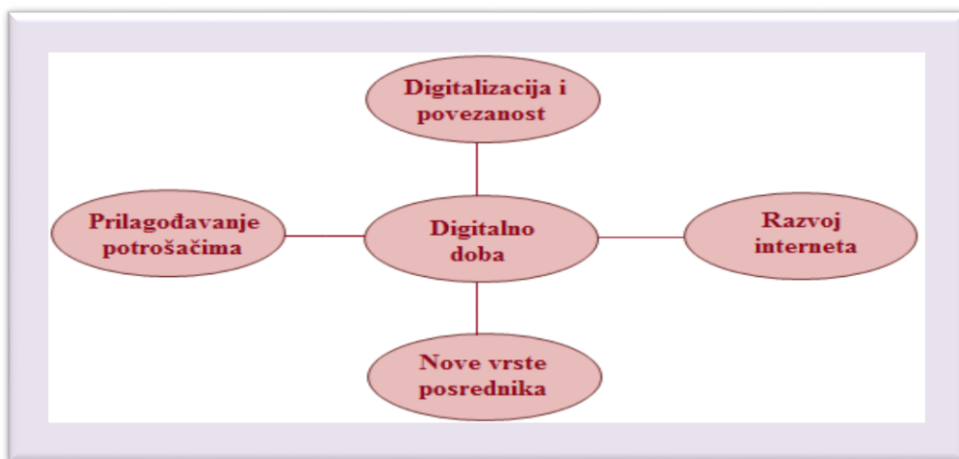 Digitalizacija i
povezanost
Prilagođavanje
potrošačima
Digitalno
doba
Razvoj
interneta
Nove vrste
posrednika